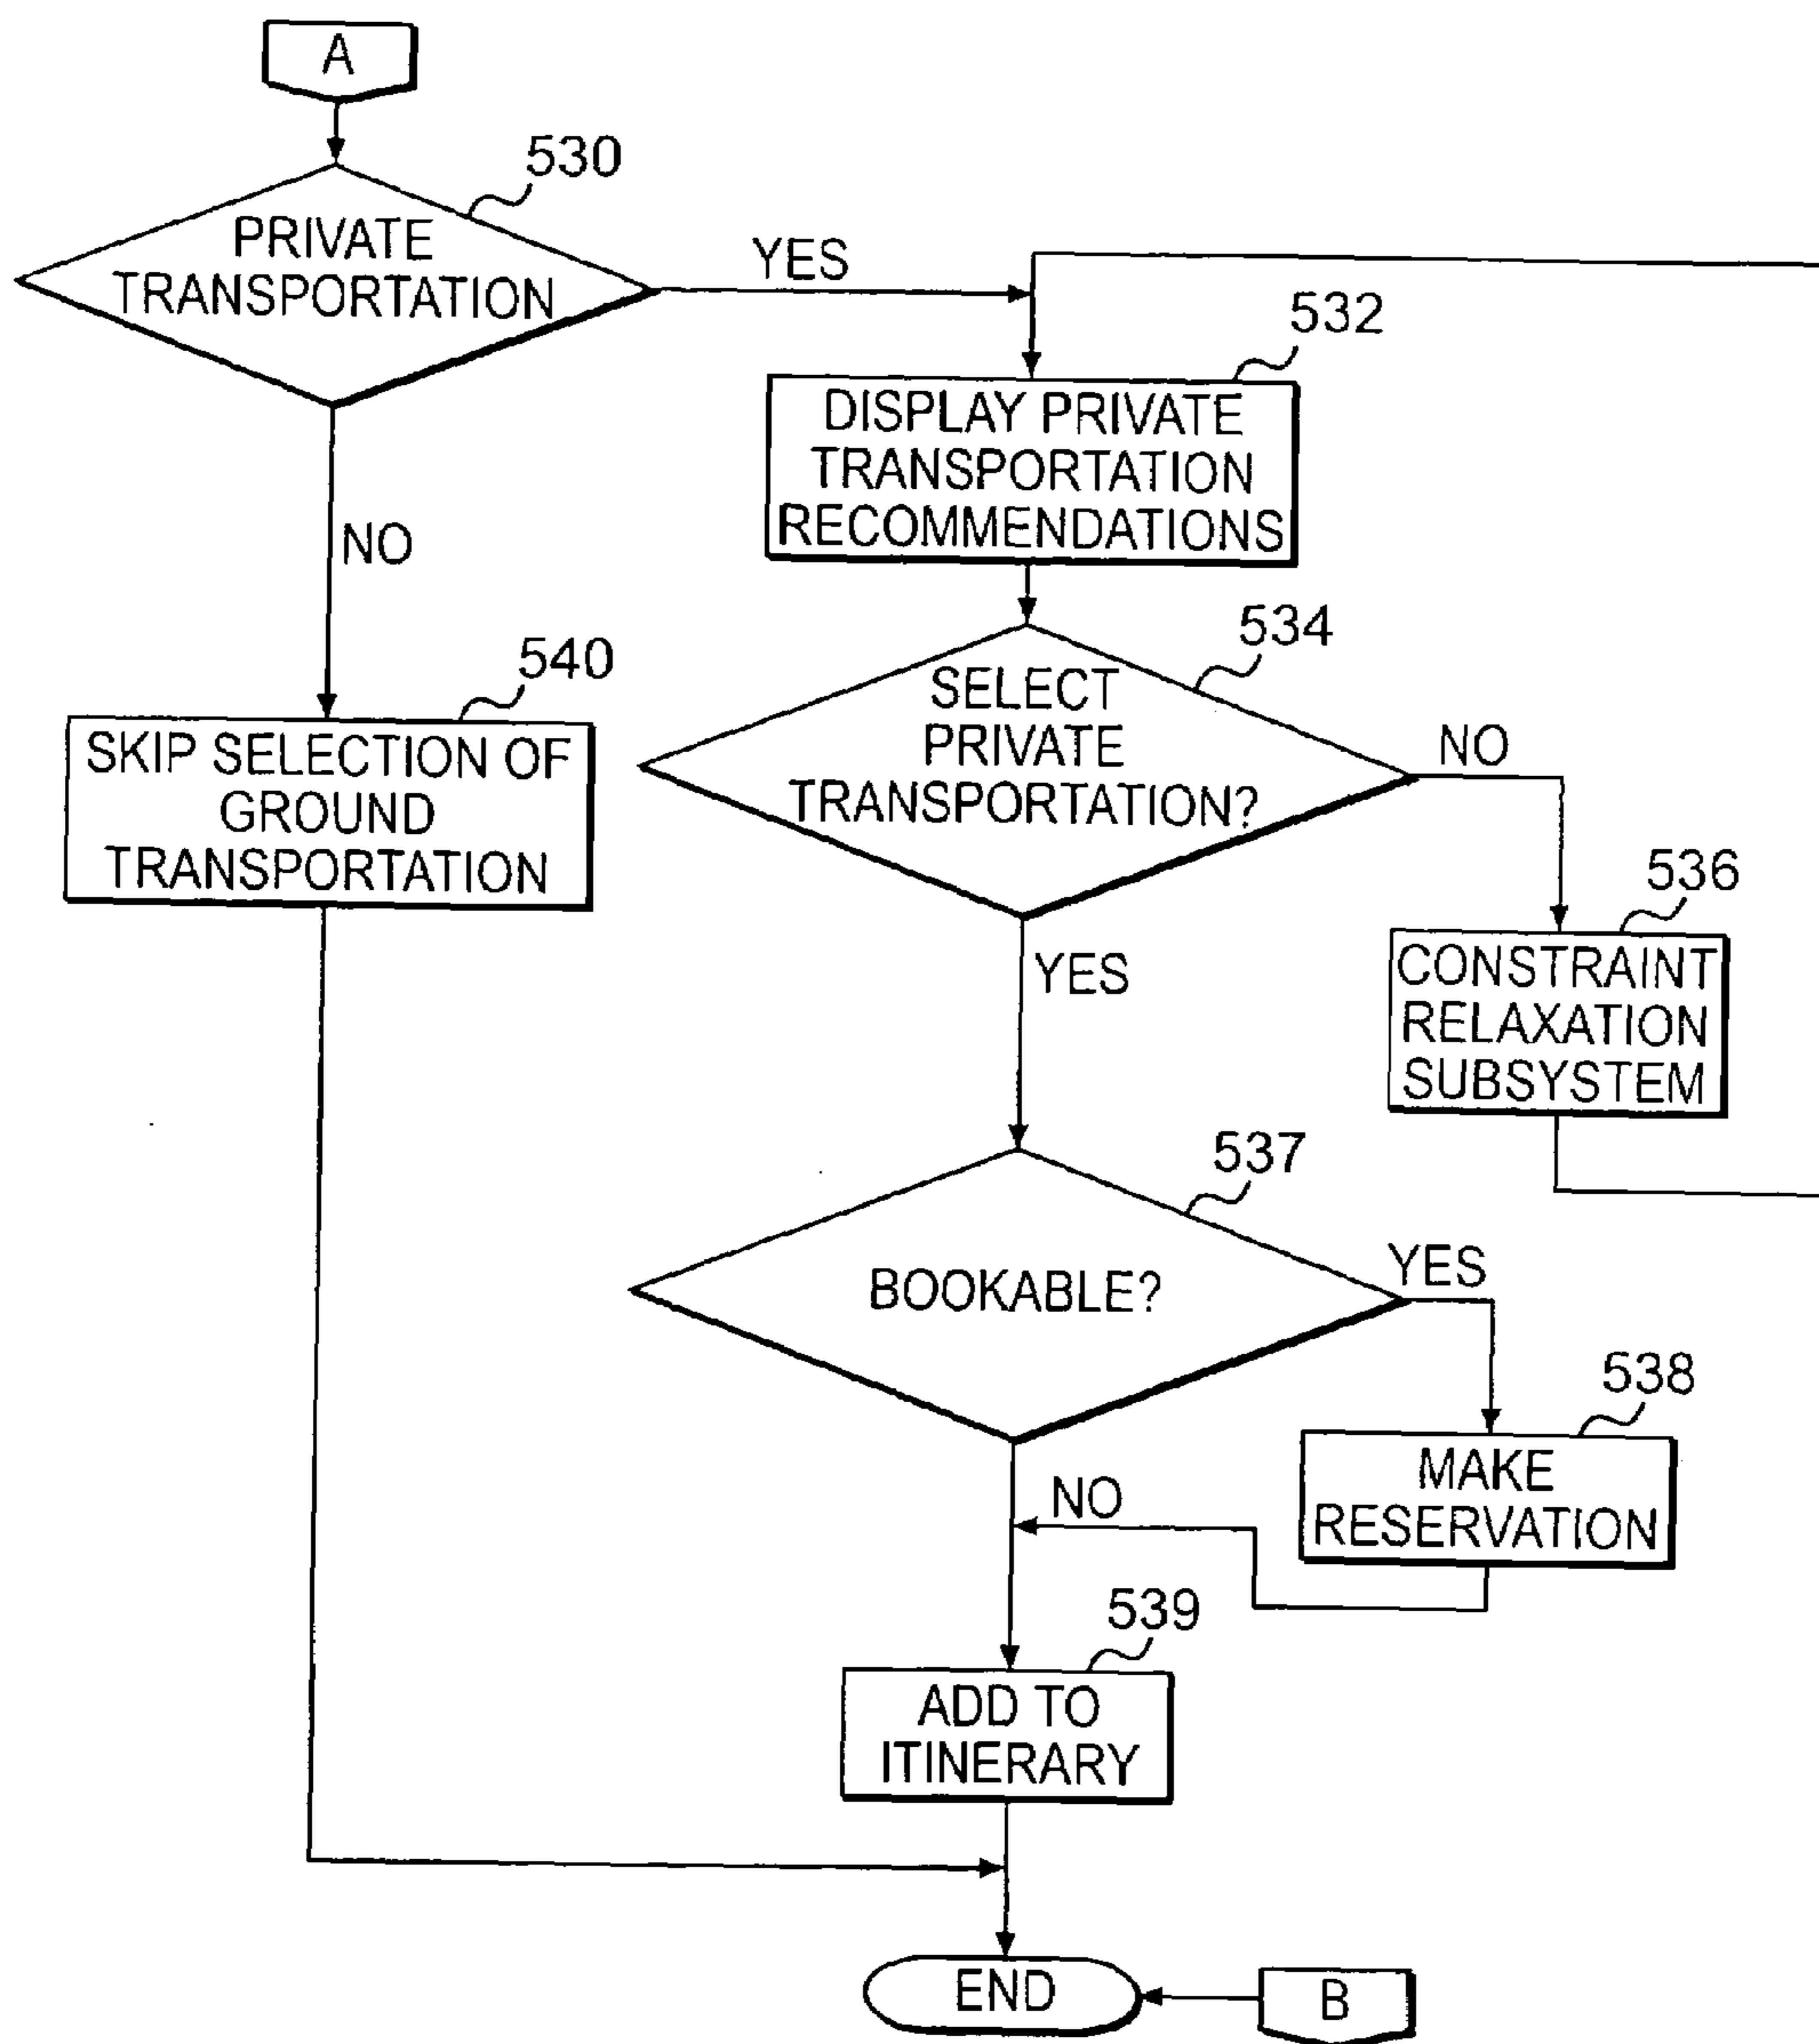 A
530
PRIVATE
TRANSPORTATION
YES
532
DISPLAY PRIVATE
TRANSPORTATION
RECOMMENDATIONS
NO
534
SELECT
PRIVATE
TRANSPORTATION?
NO
540
SKIP SELECTION OF
GROUND
TRANSPORTATION
536
CONSTRAINT
RELAXATION
SUBSYSTEM
YES
537
BOOKABLE?
YES
538
MAKE
RESERVATION
NO
539
ADD TO
ITINERARY
END
B